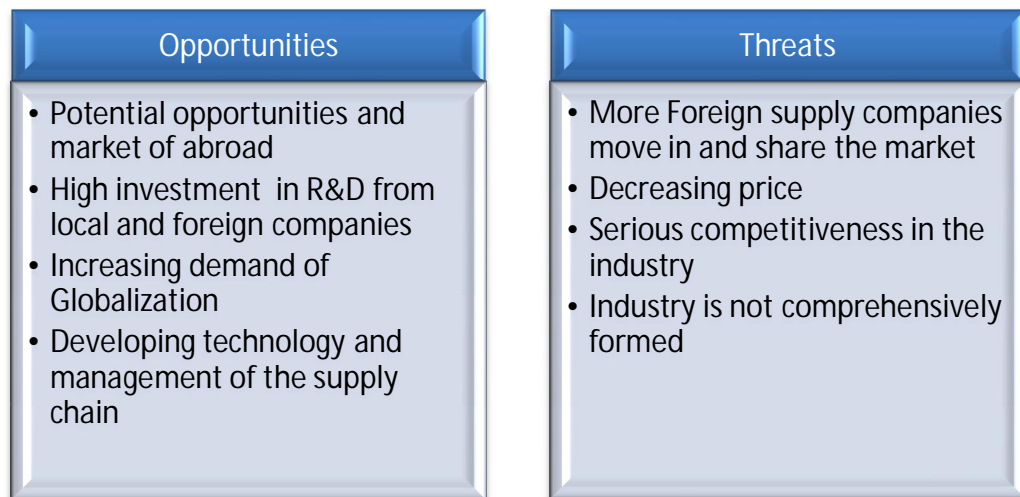 Opportunities
• Potential opportunities and
market of abroad
• High investment  in R&D from
local and foreign companies
• Increasing demand of
Globalization
• Developing technology and
management of the supply
chain
Threats
• More Foreign supply companies
move in and share the market
• Decreasing price
• Serious competitiveness in the
industry
• Industry is not comprehensively
formed